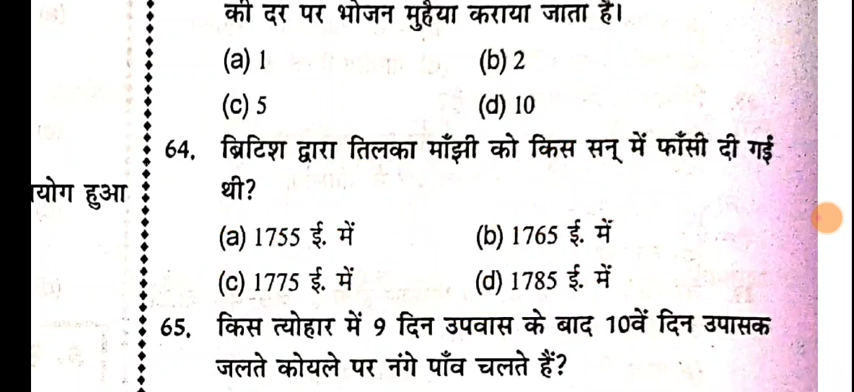 की दर पर भोजन मुहैया कराया जाता है।
(a) 1 (b) 2
(c) 5 (d) 10
64. ब्रिटिश द्वारा तिलका माँझी को किस सन् में फाँसी दी गई
थी?
योग हुआ
(a) 1755 ई. में (b) 1765 ई. में
(c) 1775 ई. में (d) 1785 ई. में
65. किस त्योहार में 9 दिन उपवास के बाद 10वें दिन उपासक
जलते कोयले पर नंगे पाँव चलते हैं?